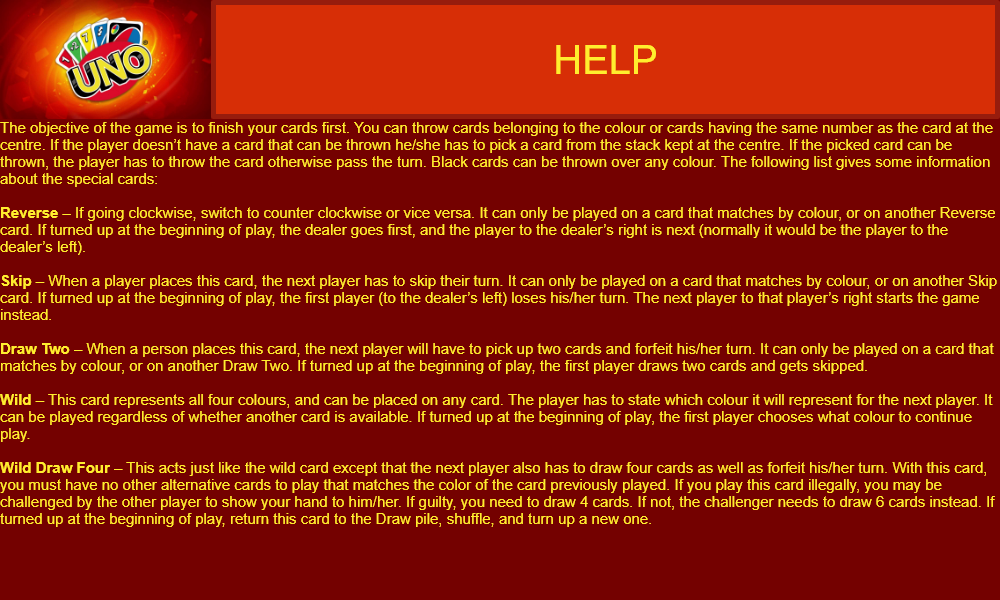 UNO
HELP
The objective of the game is to finish your cards first. You can throw cards belonging to the colour or cards having the same number as the card at the
centre. If the player doesn’t have a card that can be thrown he/she has to pick a card from the stack kept at the centre. If the picked card can be
thrown, the player has to throw the card otherwise pass the turn. Black cards can be thrown over any colour. The following list gives some information
about the special cards:
Reverse – If going clockwise, switch to counter clockwise or vice versa. It can only be played on a card that matches by colour, or on another Reverse
card. If turned up at the beginning of play, the dealer goes first, and the player to the dealer’s right is next (normally it would be the player to the
dealer’s left).
Skip – When a player places this card, the next player has to skip their turn. It can only be played on a card that matches by colour, or on another Skip
card. If turned up at the beginning of play, the first player (to the dealer’s left) loses his/her turn. The next player to that player’s right starts the game
instead.
Draw Two – When a person places this card, the next player will have to pick up two cards and forfeit his/her turn. It can only be played on a card that
matches by colour, or on another Draw Two. If turned up at the beginning of play, the first player draws two cards and gets skipped.
Wild – This card represents all four colours, and can be placed on any card. The player has to state which colour it will represent for the next player. It
can be played regardless of whether another card is available. If turned up at the beginning of play, the first player chooses what colour to continue
play.
Wild Draw Four – This acts just like the wild card except that the next player also has to draw four cards as well as forfeit his/her turn. With this card,
you must have no other alternative cards to play that matches the color of the card previously played. If you play this card illegally, you may be
challenged by the other player to show your hand to him/her. If guilty, you need to draw 4 cards. If not, the challenger needs to draw 6 cards instead. If
turned up at the beginning of play, return this card to the Draw pile, shuffle, and turn up a new one.